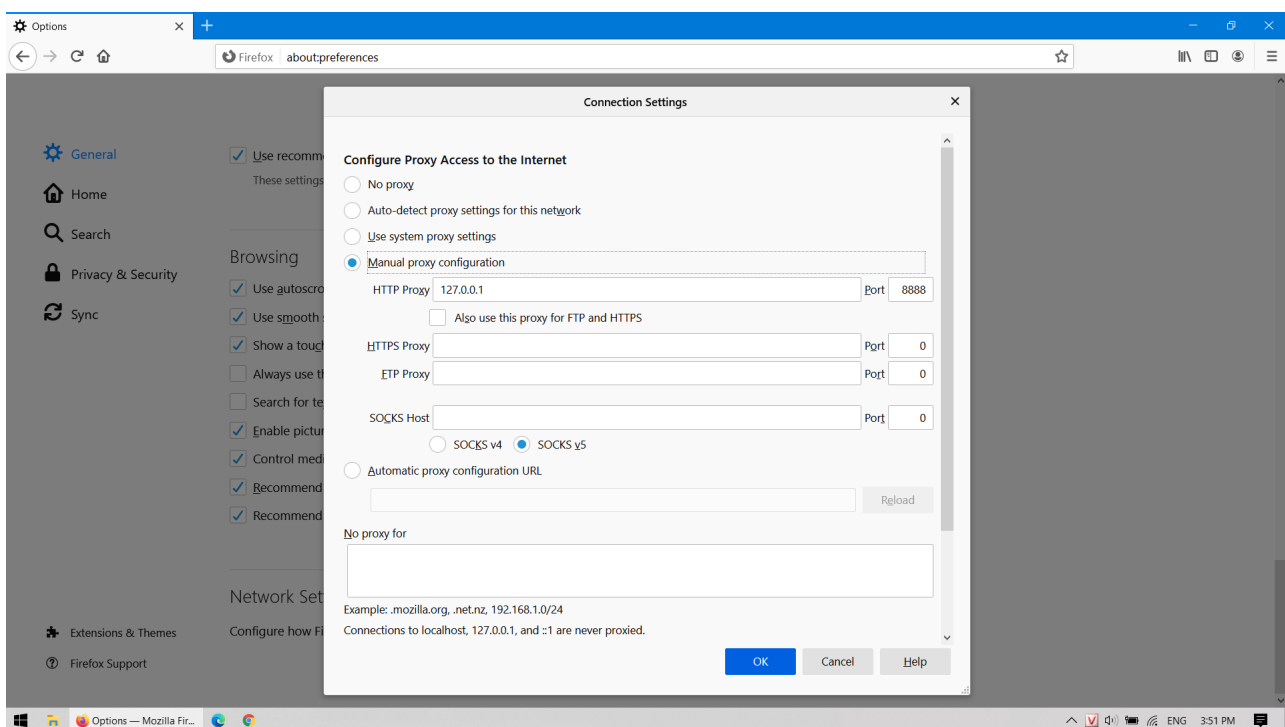 Options
Firefox about:preferences
Connection Settings
General
Home
Search
Privacy & Security
Sync
Extensions & Themes
Firefox Support
Use recomm
These settings
Browsing
Use autoscro
Use smooth
Show a touch
Always use th
Search for te
Enable pictur
Control medi
Recommend
Recommend
Network Set
Configure how Fi
Configure Proxy Access to the Internet
No proxy
Auto-detect proxy settings for this network
Use system proxy settings
Manual proxy configuration
HTTP Proxy 127.0.0.1 Port 8888
Also use this proxy for FTP and HTTPS
HTTPS Proxy Port 0
FTP Proxy Port 0
SOCKS Host Port 0
SOCKS v4 SOCKS v5
Automatic proxy configuration URL
Reload
No proxy for
Example: .mozilla.org, .net.nz, 192.168.1.0/24
Connections to localhost, 127.0.0.1, and ::1 are never proxied.
OK Cancel Help
Options — Mozilla Fir...
V ENG 3:51 PM